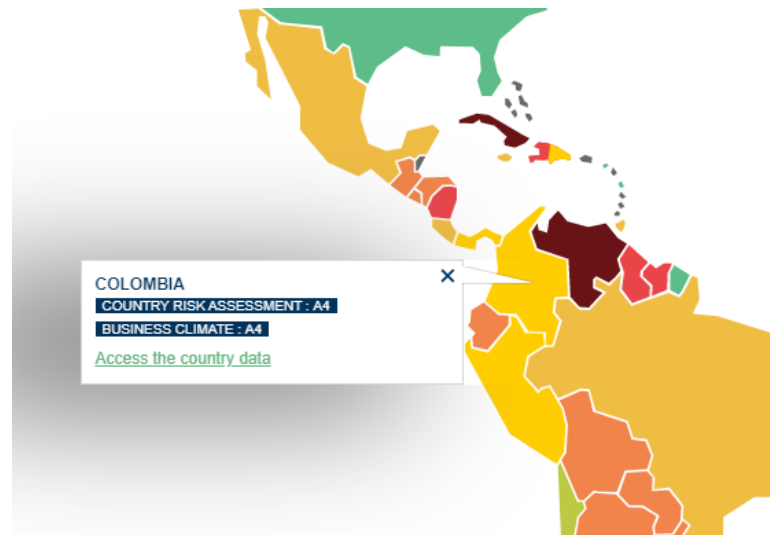 COLOMBIA
COUNTRY RISK ASSESSMENT : A4
BUSINESS CLIMATE : A4
Access the country data